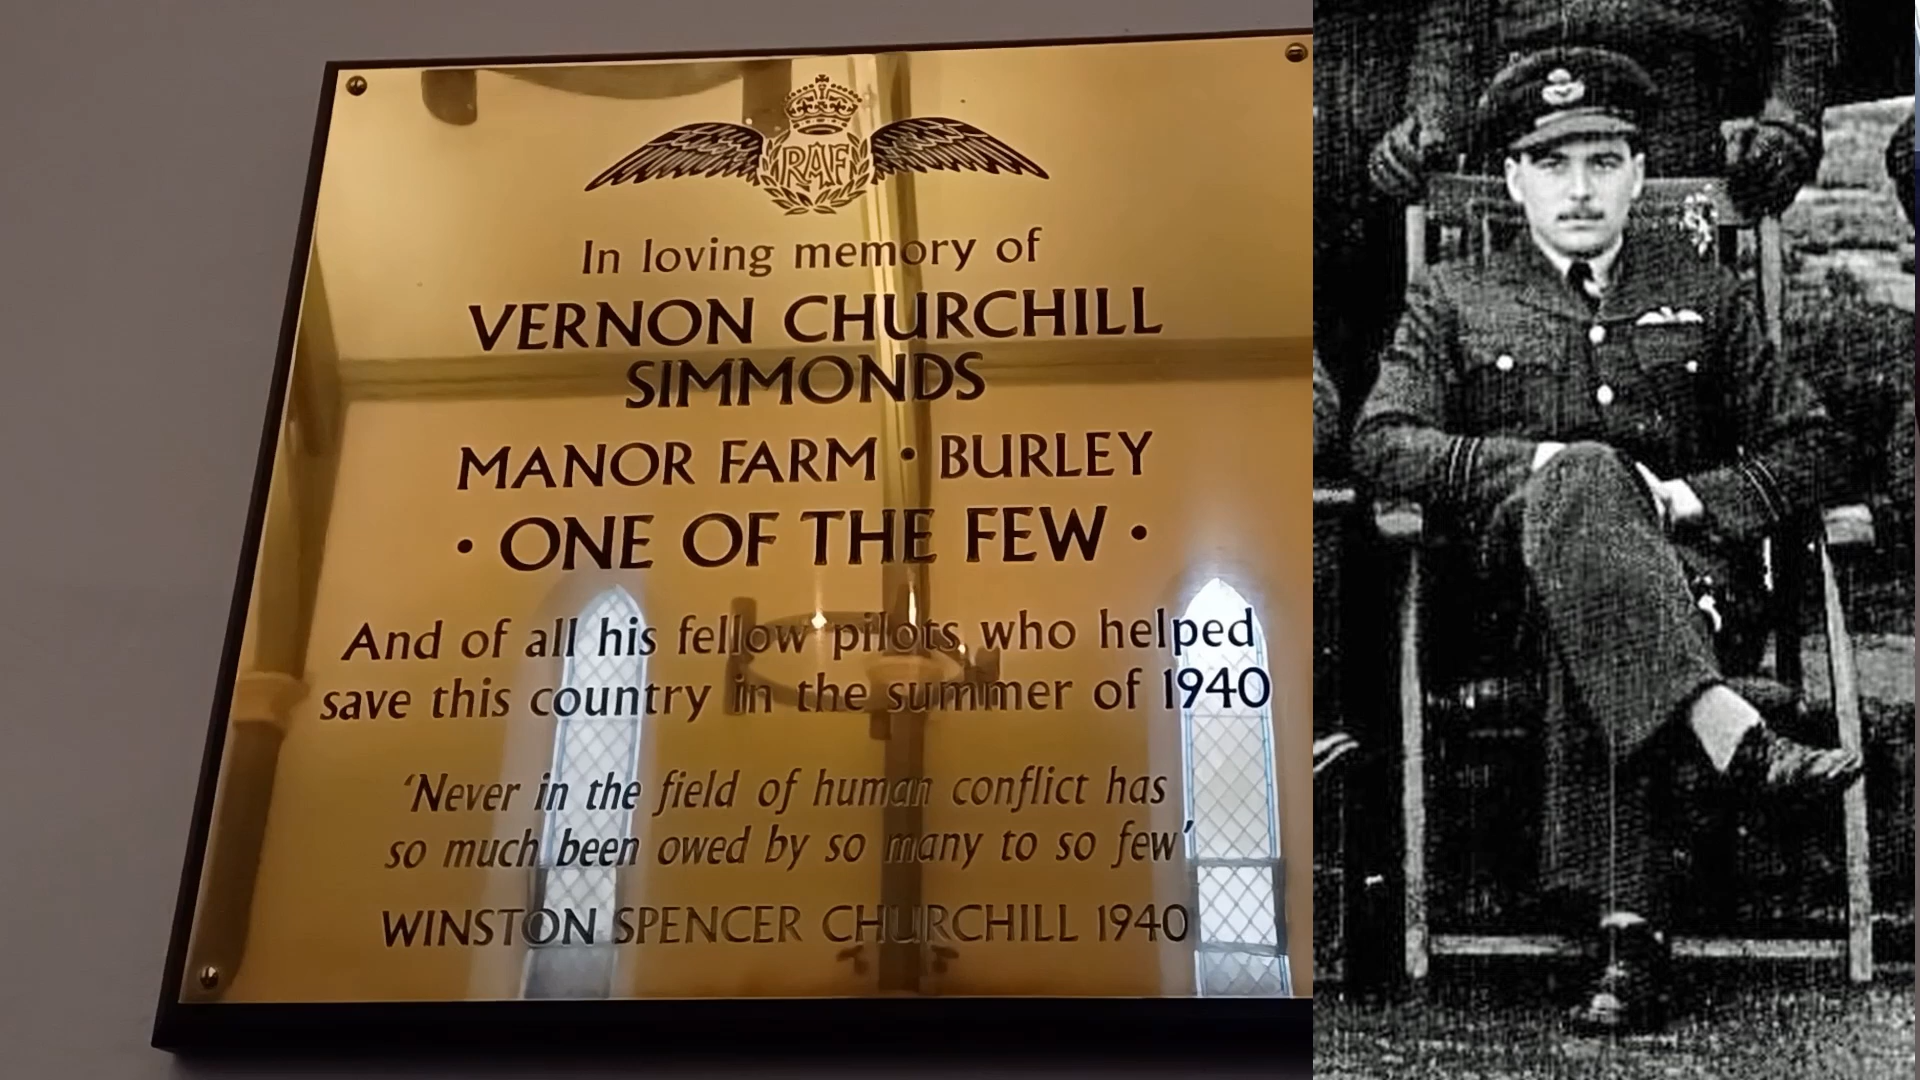 RAF
In loving memory of
VERNON CHURCHILL
SIMMONDS
MANOR FARM • BURLEY
• ONE OF THE FEW •
And of all his fellow pilots who helped
save this country in the summer of 1940
‘Never in the field of human conflict has
so much been owed by so many to so few’
WINSTON SPENCER CHURCHILL 1940